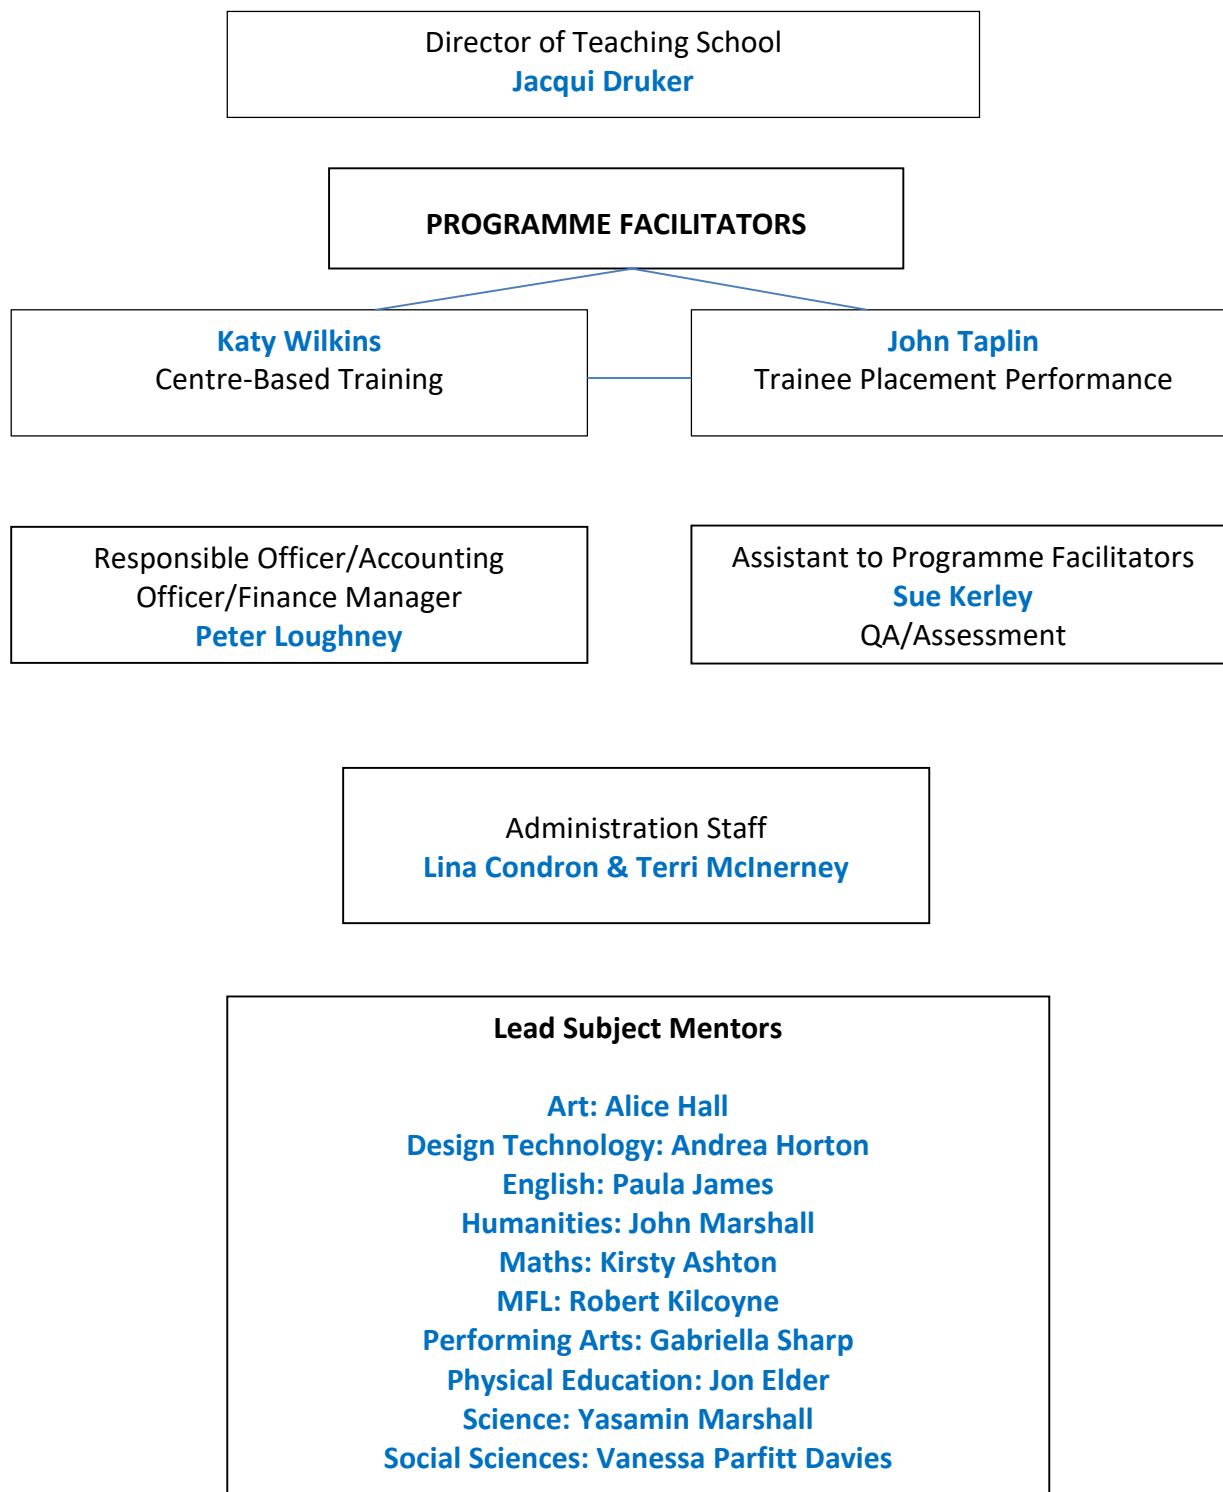 Director of Teaching School
Jacqui Druker
PROGRAMME FACILITATORS
Katy Wilkins
Centre-Based Training
John Taplin
Trainee Placement Performance
Responsible Officer/Accounting
Officer/Finance Manager
Peter Loughney
Assistant to Programme Facilitators
Sue Kerley
QA/Assessment
Administration Staff
Lina Condron & Terri McInerney
Lead Subject Mentors
Art: Alice Hall
Design Technology: Andrea Horton
English: Paula James
Humanities: John Marshall
Maths: Kirsty Ashton
MFL: Robert Kilcoyne
Performing Arts: Gabriella Sharp
Physical Education: Jon Elder
Science: Yasamin Marshall
Social Sciences: Vanessa Parfitt Davies